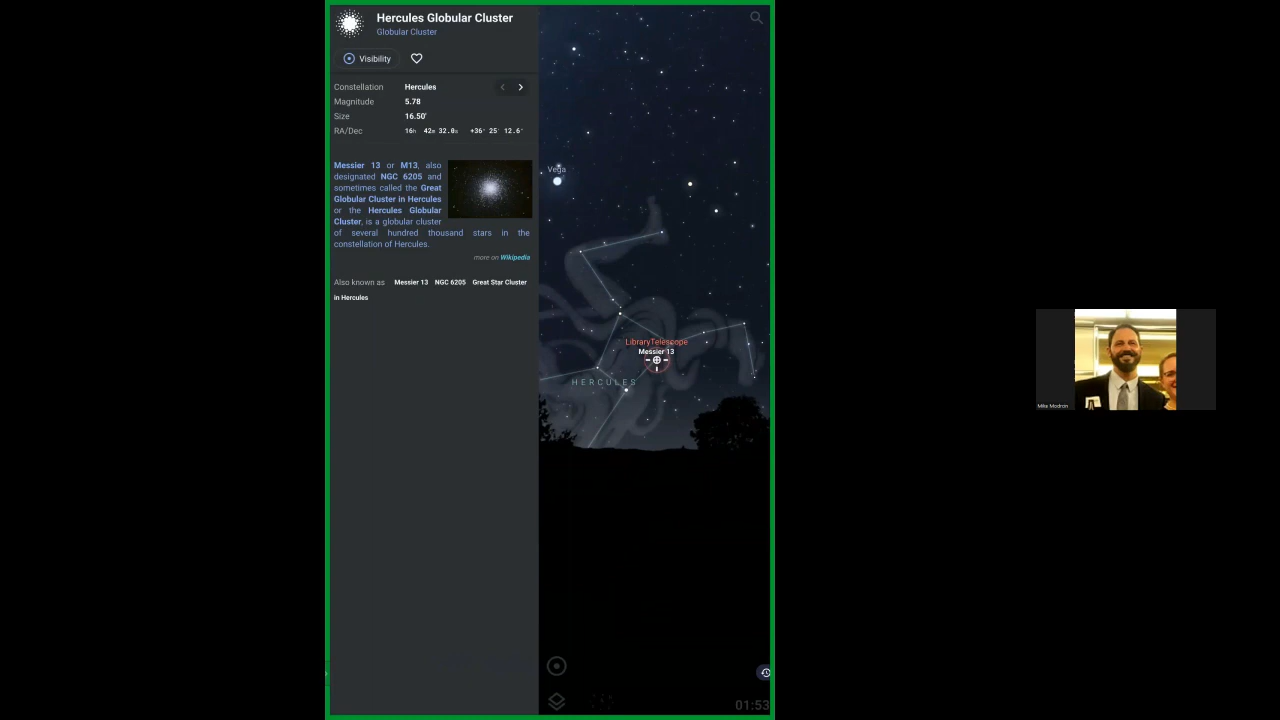 Hercules Globular Cluster
Globular Cluster
Visibility
Constellation Hercules
Magnitude 5.78
Size 16.50'
RA/Dec 16h 42m 32.0s +36° 25' 12.6"
Messier 13 or M13, also
designated NGC 6205 and
sometimes called the Great
Globular Cluster in Hercules
or the Hercules Globular
Cluster, is a globular cluster
of several hundred thousand stars in the
constellation of Hercules.
more on Wikipedia
Also known as Messier 13 NGC 6205 Great Star Cluster
in Hercules
Vega
LibraryTelescope
Messier 13
HERCULES
01:53
Mike Modran